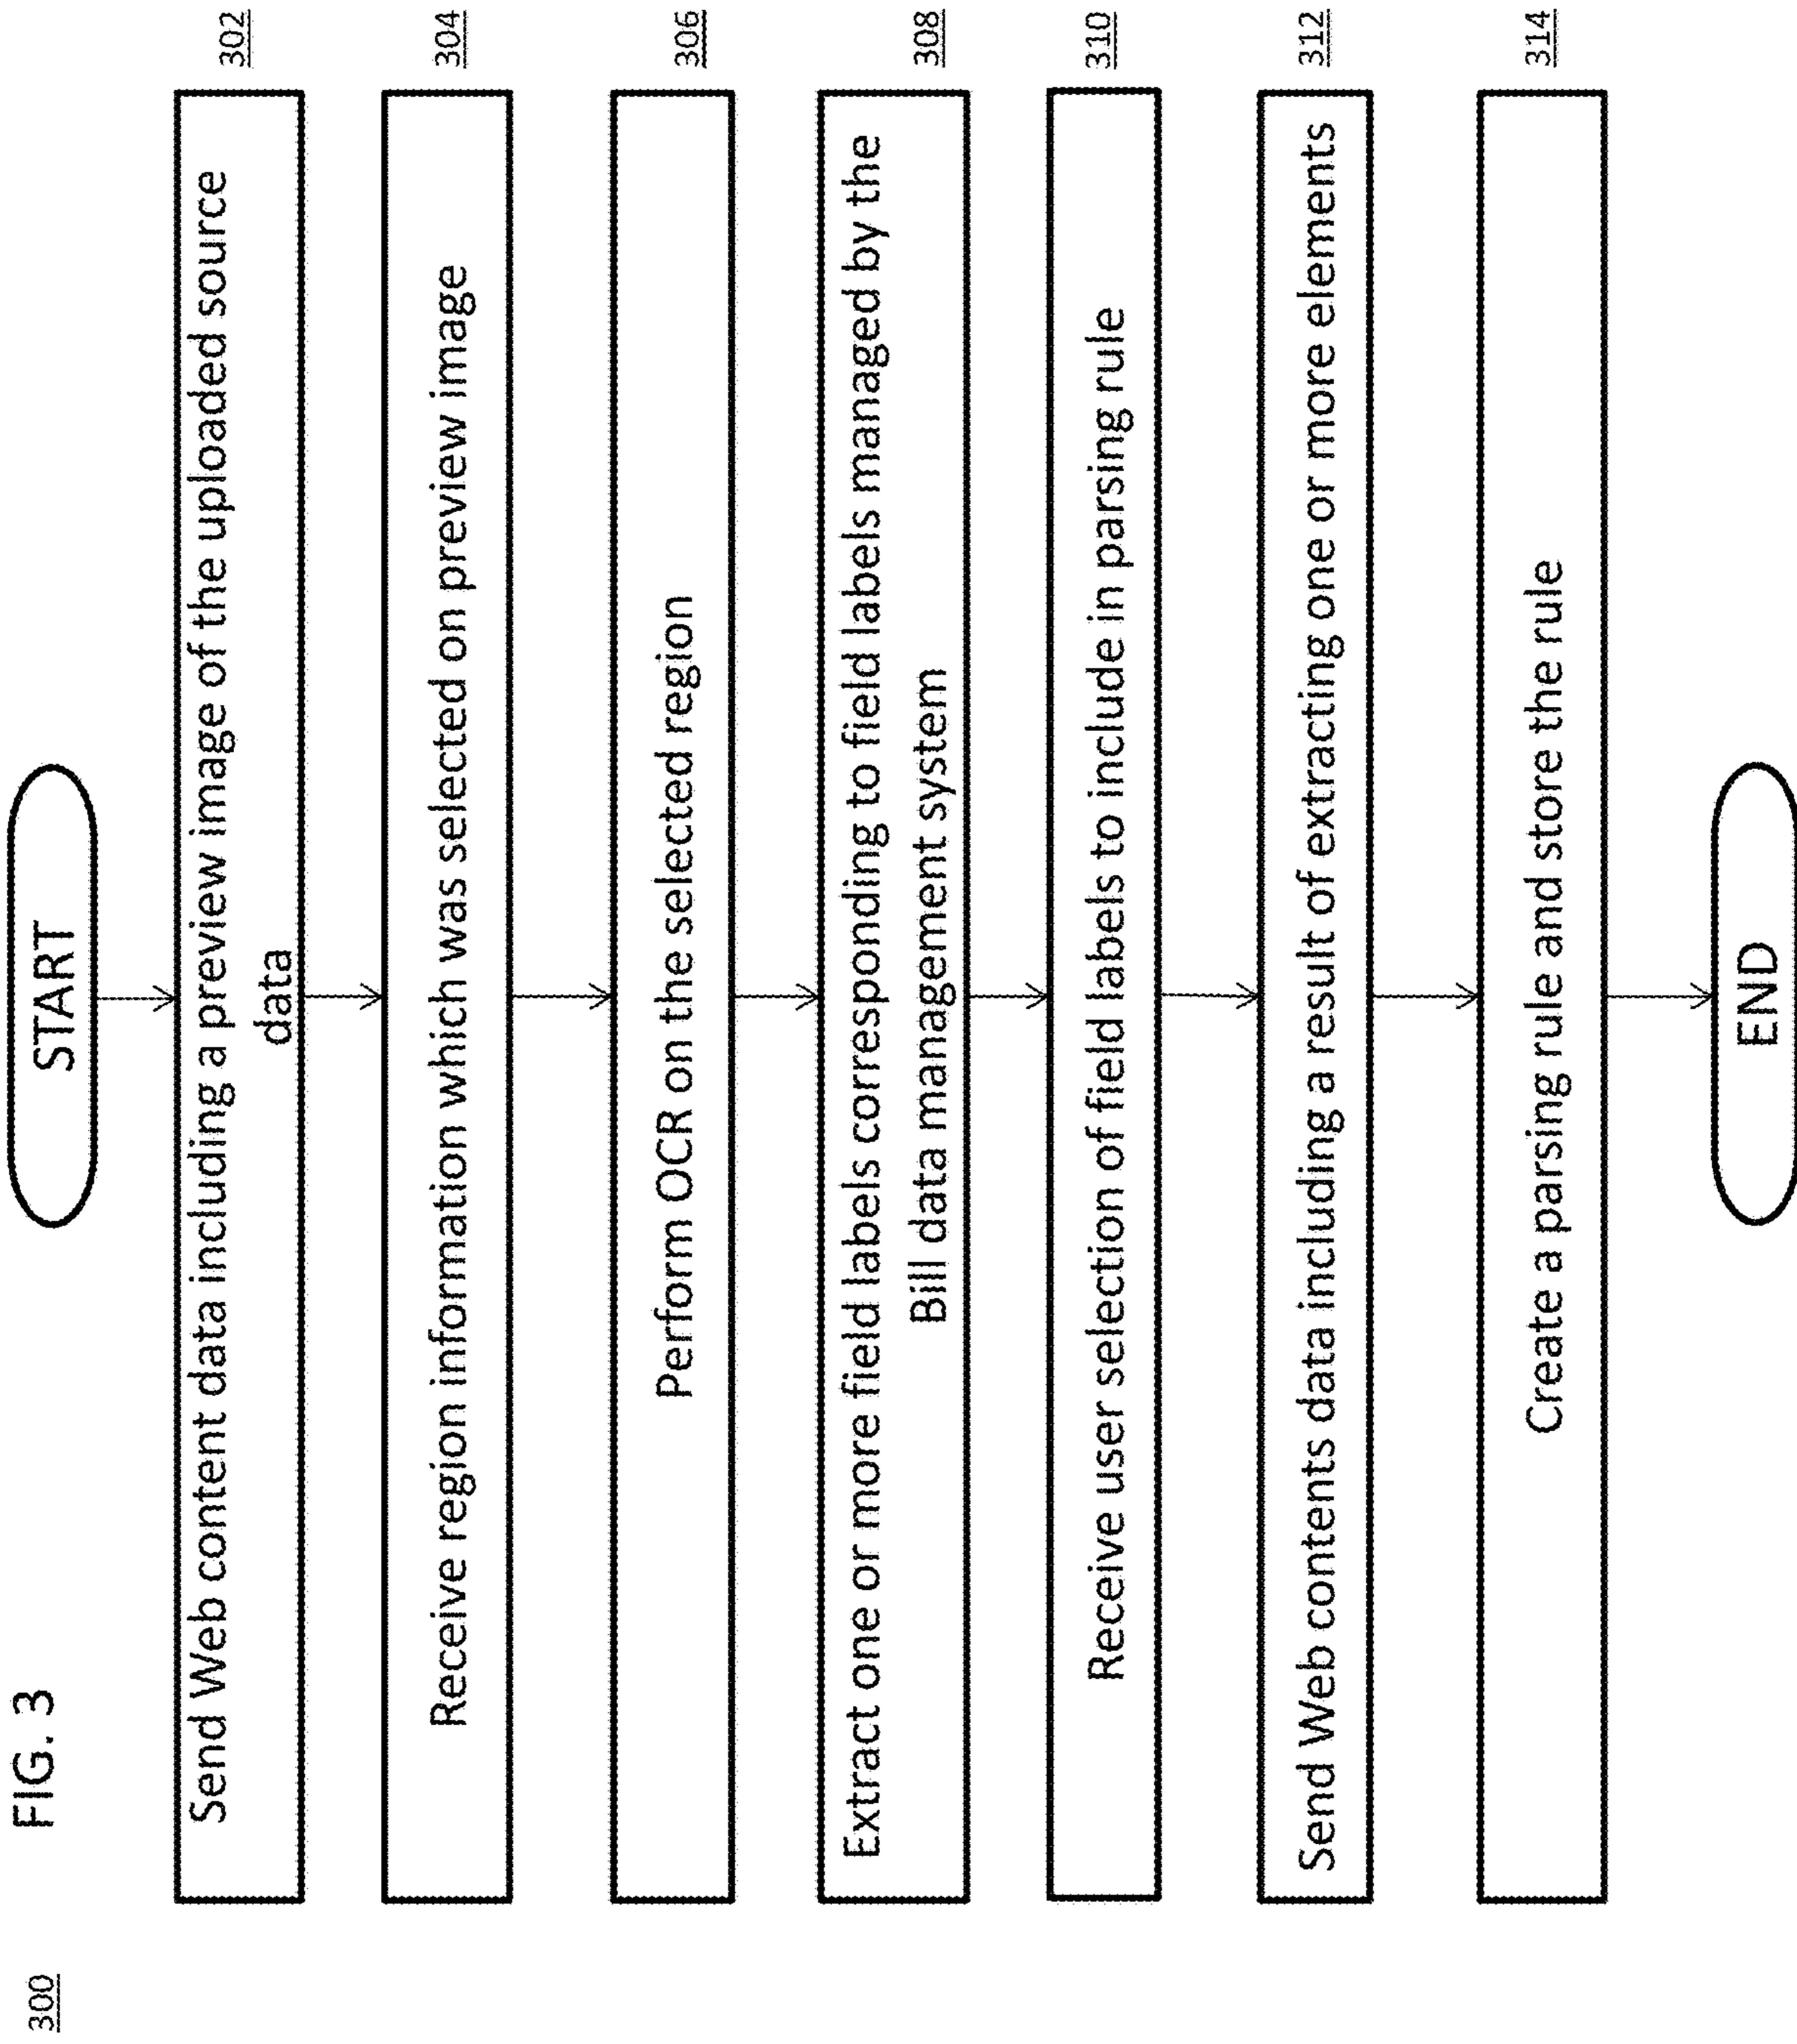 300
FIG. 3
START
Send Web content data including a preview image of the uploaded source
data
302
Receive region information which was selected on preview image
304
Perform OCR on the selected region
306
Extract one or more field labels corresponding to field labels managed by the
Bill data management system
308
Receive user selection of field labels to include in parsing rule
310
Send Web contents data including a result of extracting one or more elements
312
Create a parsing rule and store the rule
314
END